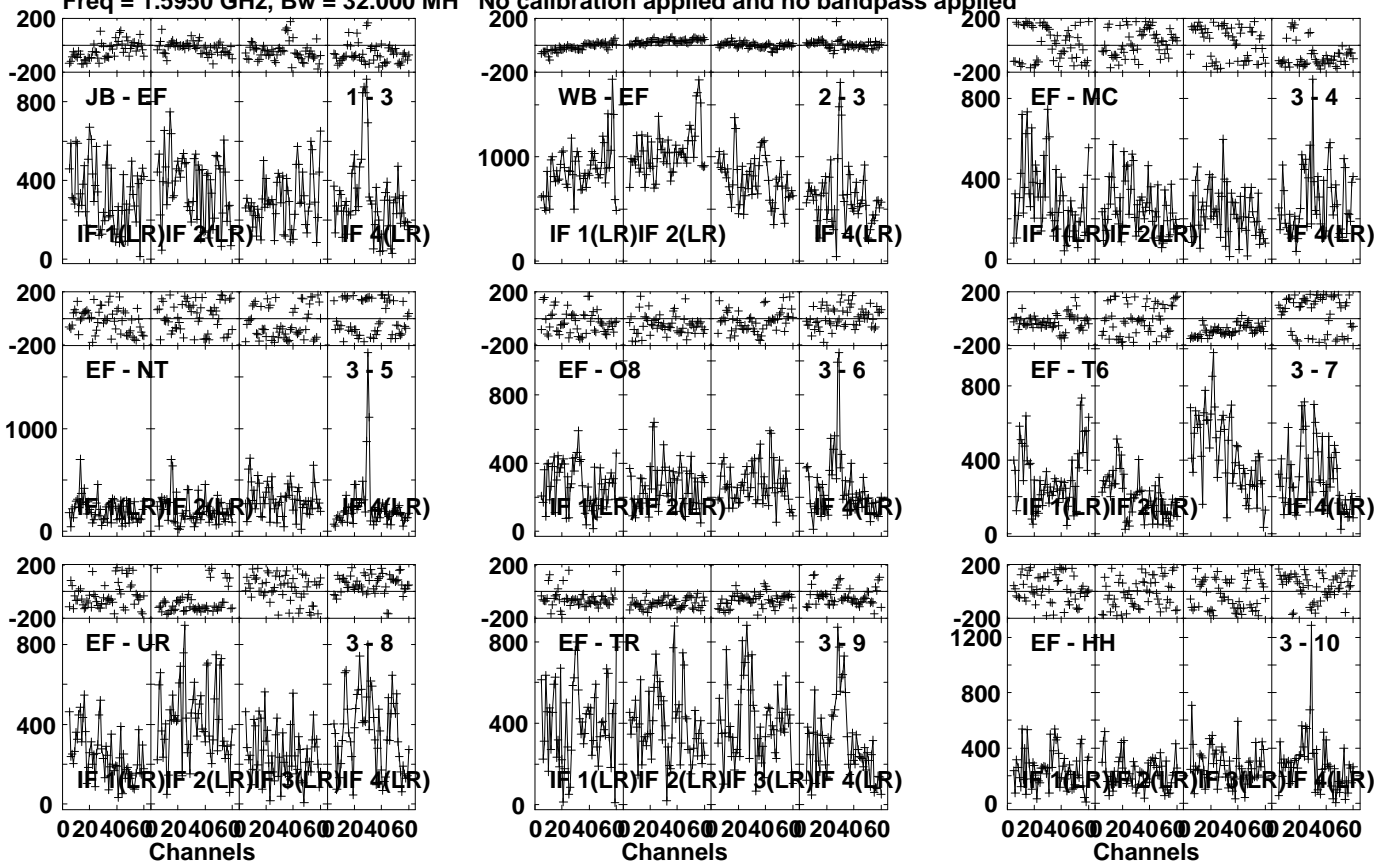 Freq = 1.5950 GHz, Bw = 32.000 MH No calibration applied and no bandpass applied
200 200 200
-200 -200 -200
JB - EF 1 - 3 WB - EF 2 - 3 EF - MC 3 - 4
800 800
1000
400 400
IF 1(LR) IF 2(LR) IF 4(LR) IF 1(LR) IF 2(LR) IF 4(LR) IF 1(LR) IF 2(LR) IF 4(LR)
0 0 0
200 200 200
-200 -200 -200
EF - NT 3 - 5 EF - O8 3 - 6 EF - T6 3 - 7
800 800
1000
400 400
IF 1(LR) IF 2(LR) IF 4(LR) IF 1(LR) IF 2(LR) IF 4(LR) IF 1(LR) IF 2(LR) IF 4(LR)
0 0 0
200 200 200
-200 -200 -200
EF - UR 3 - 8 EF - TR 3 - 9 EF - HH 3 - 10
800 800 1200
800
400 400 400
IF 1(LR) IF 2(LR) IF 3(LR) IF 4(LR) IF 1(LR) IF 2(LR) IF 3(LR) IF 4(LR) IF 1(LR) IF 2(LR) IF 3(LR) IF 4(LR)
0 0 0
0 20 40 60 0 20 40 60 0 20 40 60 0 20 40 60 0 20 40 60 0 20 40 60 0 20 40 60 0 20 40 60 0 20 40 60 0 20 40 60 0 20 40 60 0 20 40 60
Channels Channels Channels